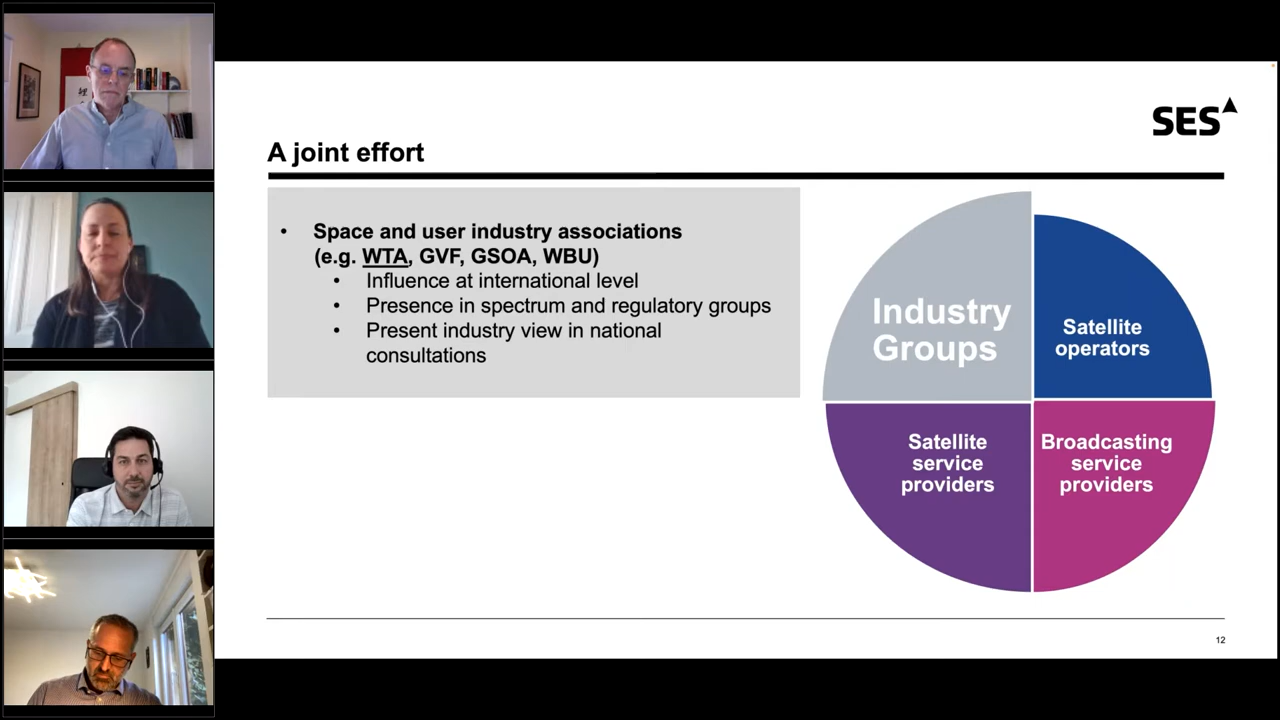 SES
A joint effort
• Space and user industry associations
(e.g. WTA, GVF, GSOA, WBU)
• Influence at international level
• Presence in spectrum and regulatory groups
• Present industry view in national
consultations
Industry
Groups
Satellite
operators
Satellite
service
providers
Broadcasting
service
providers
12